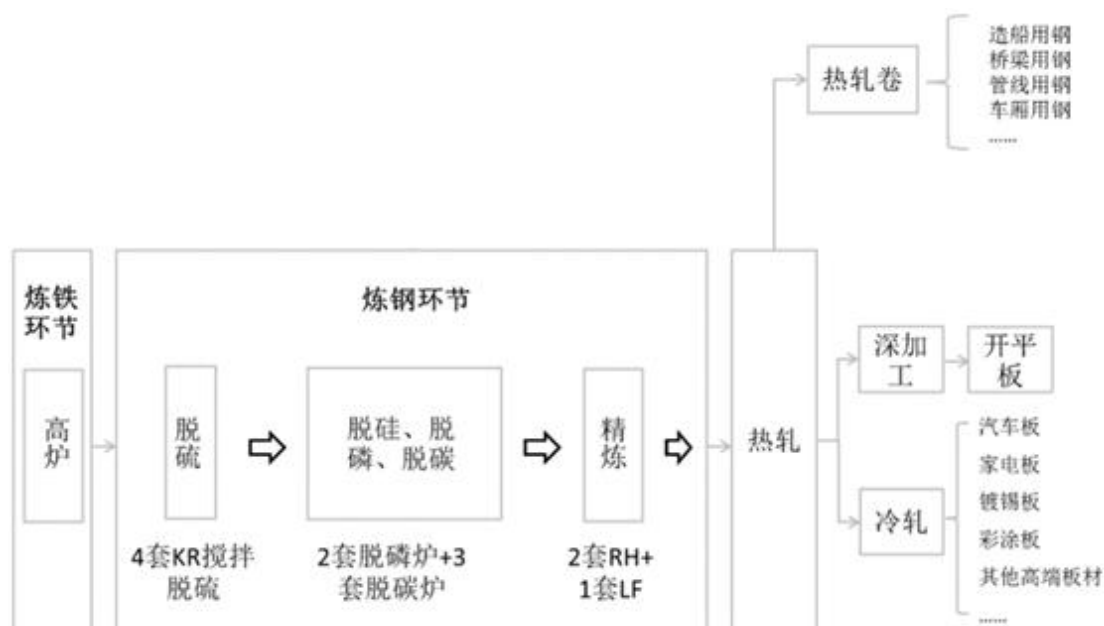 造船用钢
桥梁用钢
管线用钢
车厢用钢
......
热轧卷
炼铁
环节
高
炉
炼钢环节
脱
硫
4套KR搅拌
脱硫
脱硅、脱
磷、脱碳
2套脱磷炉+3
套脱碳炉
精
炼
2套RH+
1套LF
热轧
深加
工
开平
板
冷轧
汽车板
家电板
镀锡板
彩涂板
其他高端板材
......